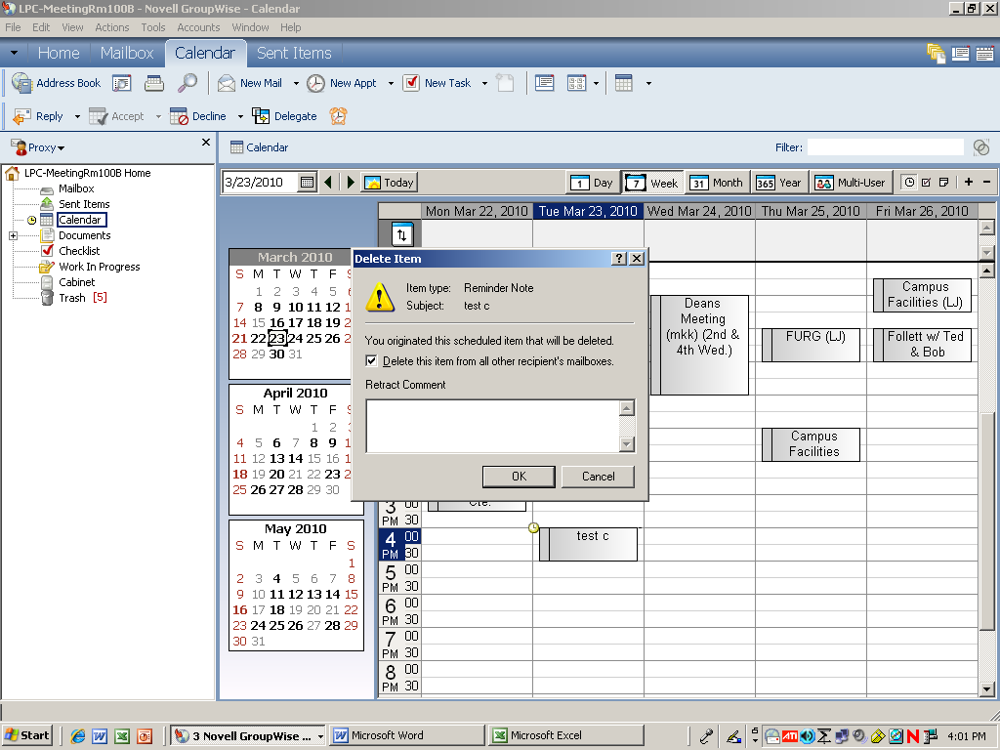 LPC-MeetingRm100B - Novell GroupWise - Calendar
File Edit View Actions Tools Accounts Window Help
Home Mailbox Calendar Sent Items
Address Book New Mail New Appt New Task
Reply Accept Decline Delegate
Proxy
Calendar Filter:
LPC-MeetingRm100B Home
Mailbox
Sent Items
Calendar
Documents
Checklist
Work In Progress
Cabinet
Trash [5]
3/23/2010 Today 1 Day 7 Week 31 Month 365 Year Multi-User
Mon Mar 22, 2010 Tue Mar 23, 2010 Wed Mar 24, 2010 Thu Mar 25, 2010 Fri Mar 26, 2010
March 2010
S M T W T F S
1 2 3 4 5 6
7 8 9 10 11 12 1
14 15 16 17 18 19 2
21 22 23 24 25 26 2
28 29 30 31
April 2010
S M T W T F S
1 2 3
4 5 6 7 8 9 1
11 12 13 14 15 16 1
18 19 20 21 22 23 2
25 26 27 28 29 30
May 2010
S M T W T F S
1
2 3 4 5 6 7 8
9 10 11 12 13 14 15
16 17 18 19 20 21 22
23 24 25 26 27 28 29
30 31
Delete Item
Item type: Reminder Note
Subject: test c
You originated this scheduled item that will be deleted.
Delete this item from all other recipient's mailboxes.
Retract Comment
OK Cancel
Deans
Meeting
(mkk) (2nd &
4th Wed.)
FURG (LJ)
Campus
Facilities
Campus
Facilities (LJ)
Follett w/ Ted
& Bob
Cte.
test c
3 00
PM 30
4 00
PM 30
5 00
PM 30
6 00
PM 30
7 00
PM 30
8 00
PM 30
Start 3 Novell GroupWise ... Microsoft Word Microsoft Excel 4:01 PM